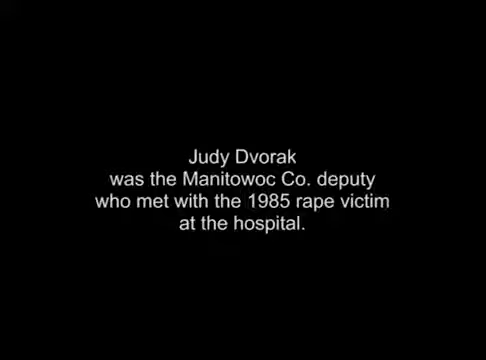 Judy Dvorak
was the Manitowoc Co. deputy
who met with the 1985 rape victim
at the hospital.